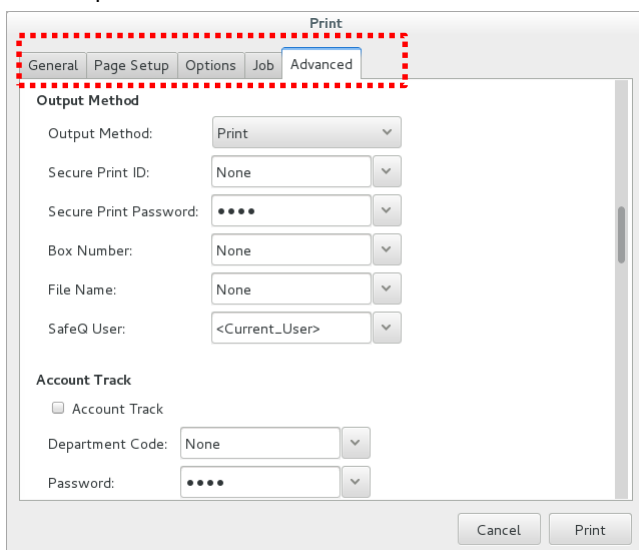 Print
General Page Setup Options Job Advanced
Output Method
Output Method: Print
Secure Print ID: None
Secure Print Password: ●●●●
Box Number: None
File Name: None
SafeQ User: <Current_User>
Account Track
Account Track
Department Code: None
Password: ●●●●
Cancel Print